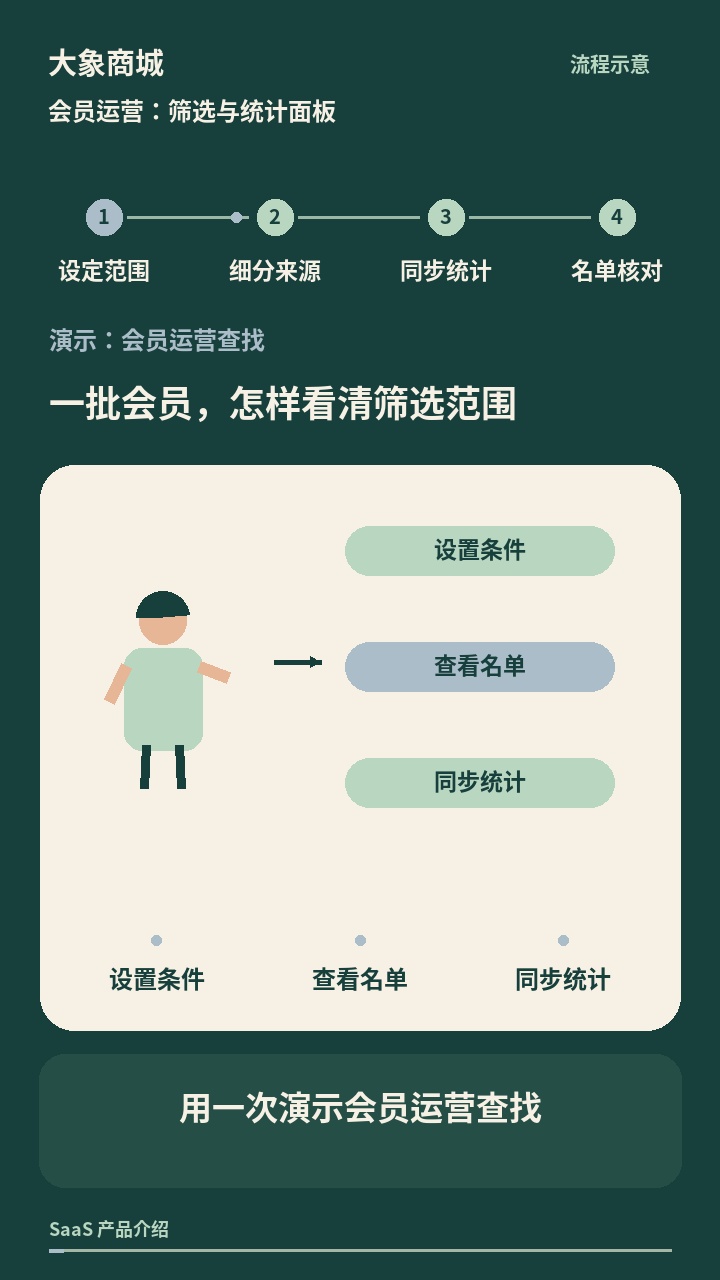 大象商城
流程示意
会员运营：筛选与统计面板
1
2
3
4
设定范围
细分来源
同步统计
名单核对
演示：会员运营查找
一批会员，怎样看清筛选范围
设置条件
查看名单
同步统计
设置条件
查看名单
同步统计
用一次演示会员运营查找
SaaS 产品介绍